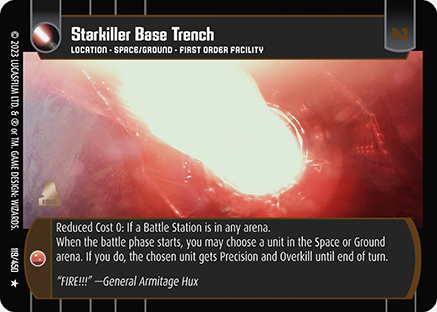 Starkiller Base Trench
LOCATION - SPACE/GROUND - FIRST ORDER FACILITY
2
Reduced Cost 0: If a Battle Station is in any arena.
When the battle phase starts, you may choose a unit in the Space or Ground
arena. If you do, the chosen unit gets Precision and Overkill until end of turn.
"FIRE!!!" —General Armitage Hux
© 2023 LUCASFILM LTD. & ® OR TM. GAME DESIGN: WIZARDS.
119/450